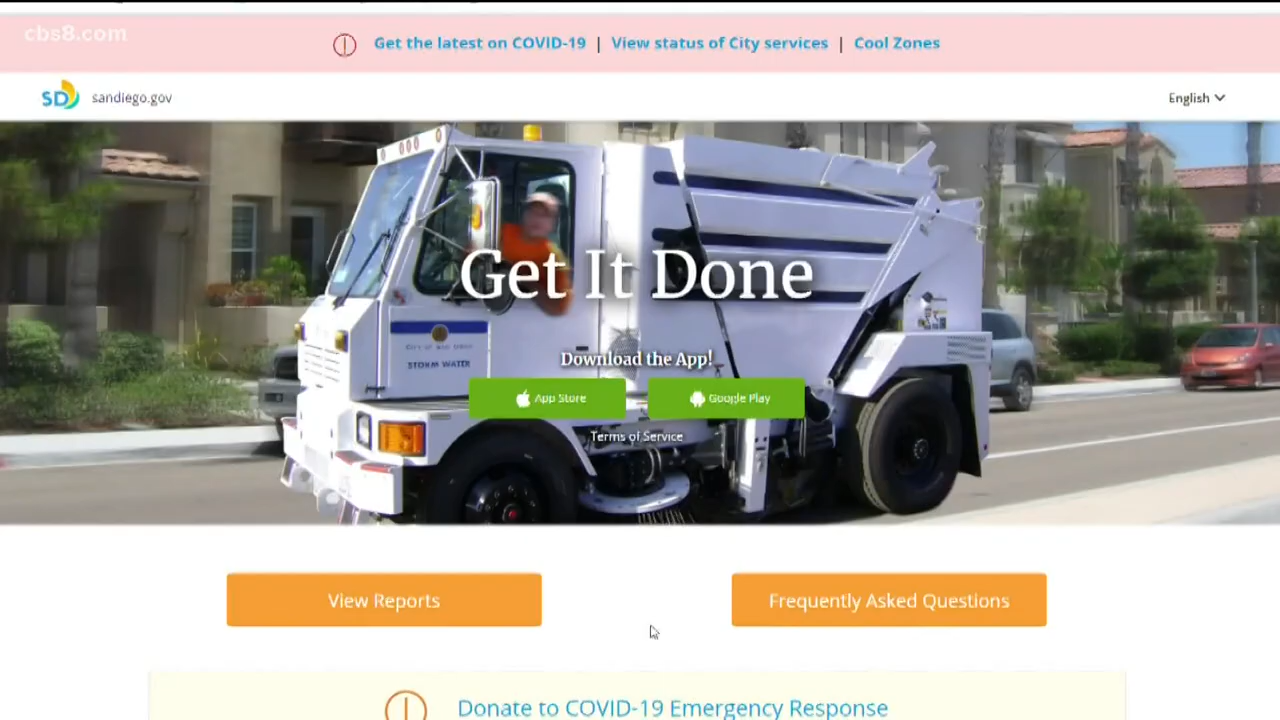 cbs8.com
Get the latest on COVID-19 | View status of City services | Cool Zones
SD sandiego.gov
English
Get It Done
STORM WATER
Download the App!
App Store
Google Play
Terms of Service
View Reports
Frequently Asked Questions
Donate to COVID-19 Emergency Response